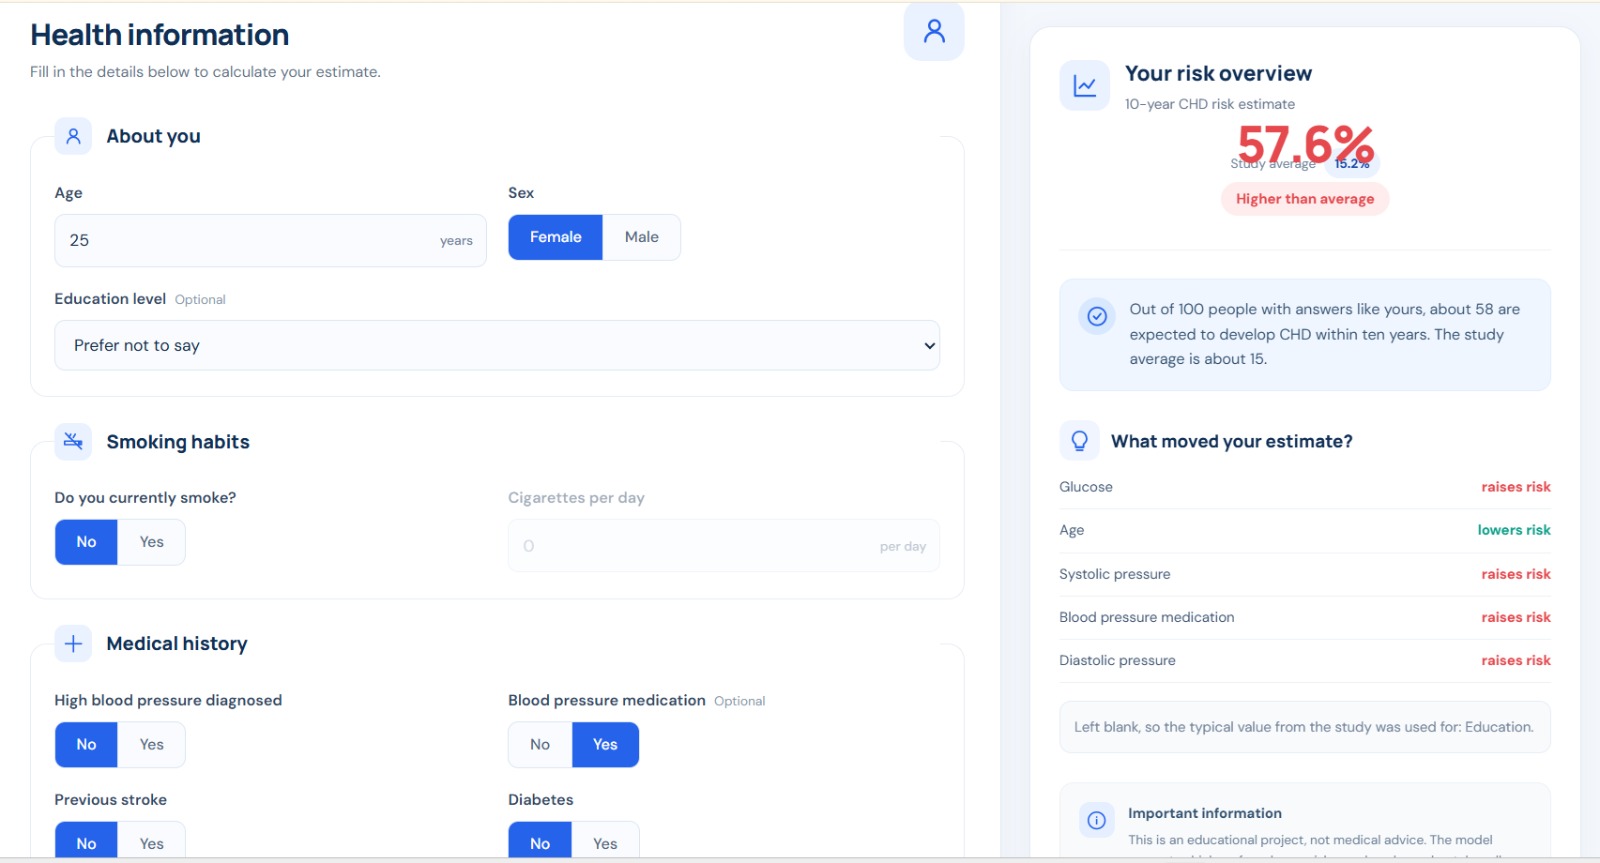 Health information
Fill in the details below to calculate your estimate.
About you
Age
25 years
Sex
Female Male
Education level Optional
Prefer not to say
Smoking habits
Do you currently smoke?
No Yes
Cigarettes per day
0 per day
Medical history
High blood pressure diagnosed
No Yes
Blood pressure medication Optional
No Yes
Previous stroke
No Yes
Diabetes
No Yes
Your risk overview
10-year CHD risk estimate
57.6%
Study average 15.2%
Higher than average
Out of 100 people with answers like yours, about 58 are
expected to develop CHD within ten years. The study
average is about 15.
What moved your estimate?
Glucose raises risk
Age lowers risk
Systolic pressure raises risk
Blood pressure medication raises risk
Diastolic pressure raises risk
Left blank, so the typical value from the study was used for: Education.
Important information
This is an educational project, not medical advice. The model